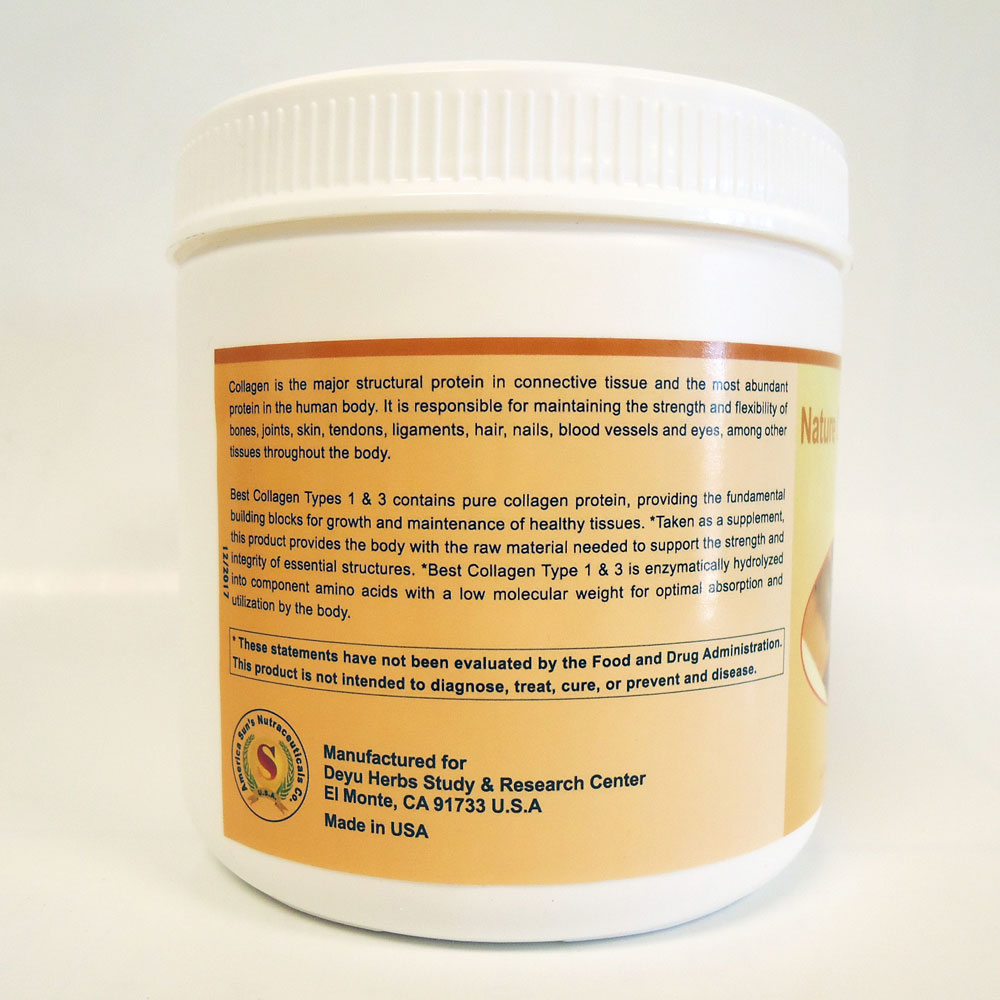 Collagen is the major structural protein in connective tissue and the most abundant
protein in the human body. It is responsible for maintaining the strength and flexibility of
bones, joints, skin, tendons, ligaments, hair, nails, blood vessels and eyes, among other
tissues throughout the body.
Best Collagen Types 1 & 3 contains pure collagen protein, providing the fundamental
building blocks for growth and maintenance of healthy tissues. *Taken as a supplement,
this product provides the body with the raw material needed to support the strength and
integrity of essential structures. *Best Collagen Type 1 & 3 is enzymatically hydrolyzed
into component amino acids with a low molecular weight for optimal absorption and
utilization by the body.
12/2017
* These statements have not been evaluated by the Food and Drug Administration.
This product is not intended to diagnose, treat, cure, or prevent and disease.
America Sun's Nutraceuticals Co.
S
U.S.A
Manufactured for
Deyu Herbs Study & Research Center
El Monte, CA 91733 U.S.A
Made in USA
Nature